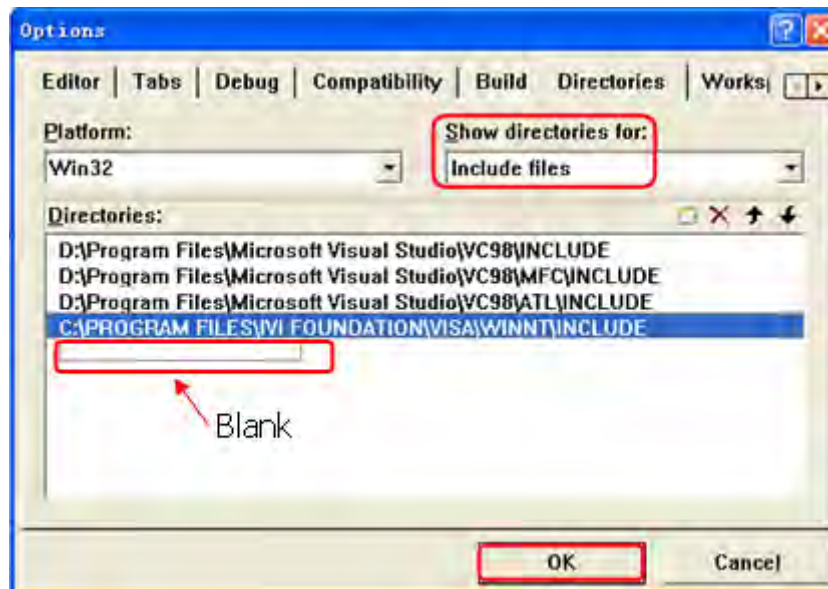 Options
Editor Tabs Debug Compatibility Build Directories
Platform: Show directories for:
Win32 Include files
Directories:
D:\Program Files\Microsoft Visual Studio\VC98\INCLUDE
D:\Program Files\Microsoft Visual Studio\VC98\MFC\INCLUDE
D:\Program Files\Microsoft Visual Studio\VC98\ATL\INCLUDE
C:\PROGRAM FILES\IVI FOUNDATION\VISA\WINNT\INCLUDE
Blank
OK Cancel